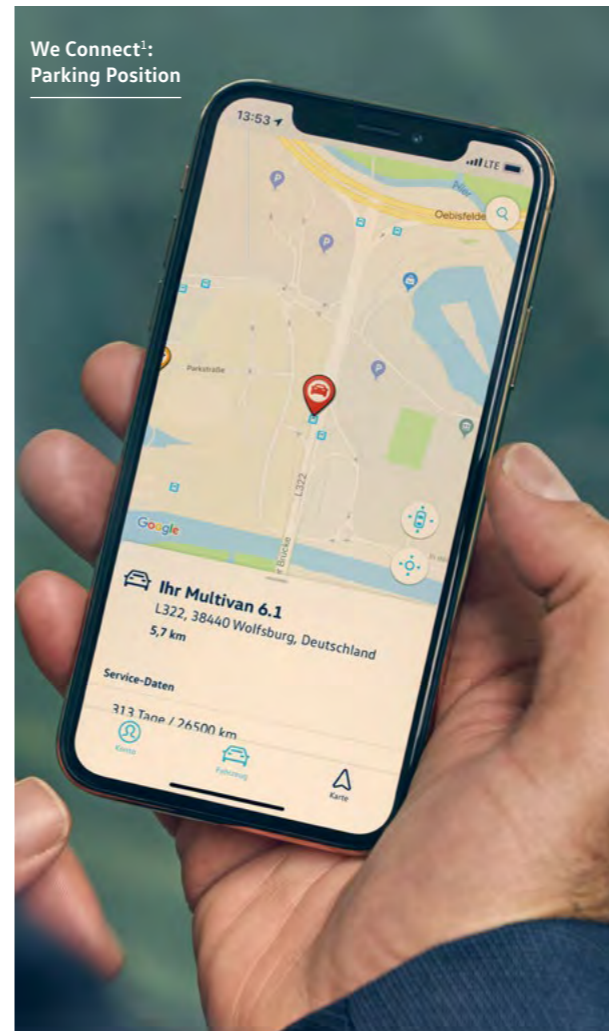 We Connect¹:
Parking Position
13:53
LTE
Oebisfelde
Parkstraße
L322
Brücke
Google
Ihr Multivan 6.1
L322, 38440 Wolfsburg, Deutschland
5,7 km
Service-Daten
313 Tage / 26500 km
Konto
Fahrzeug
Karte